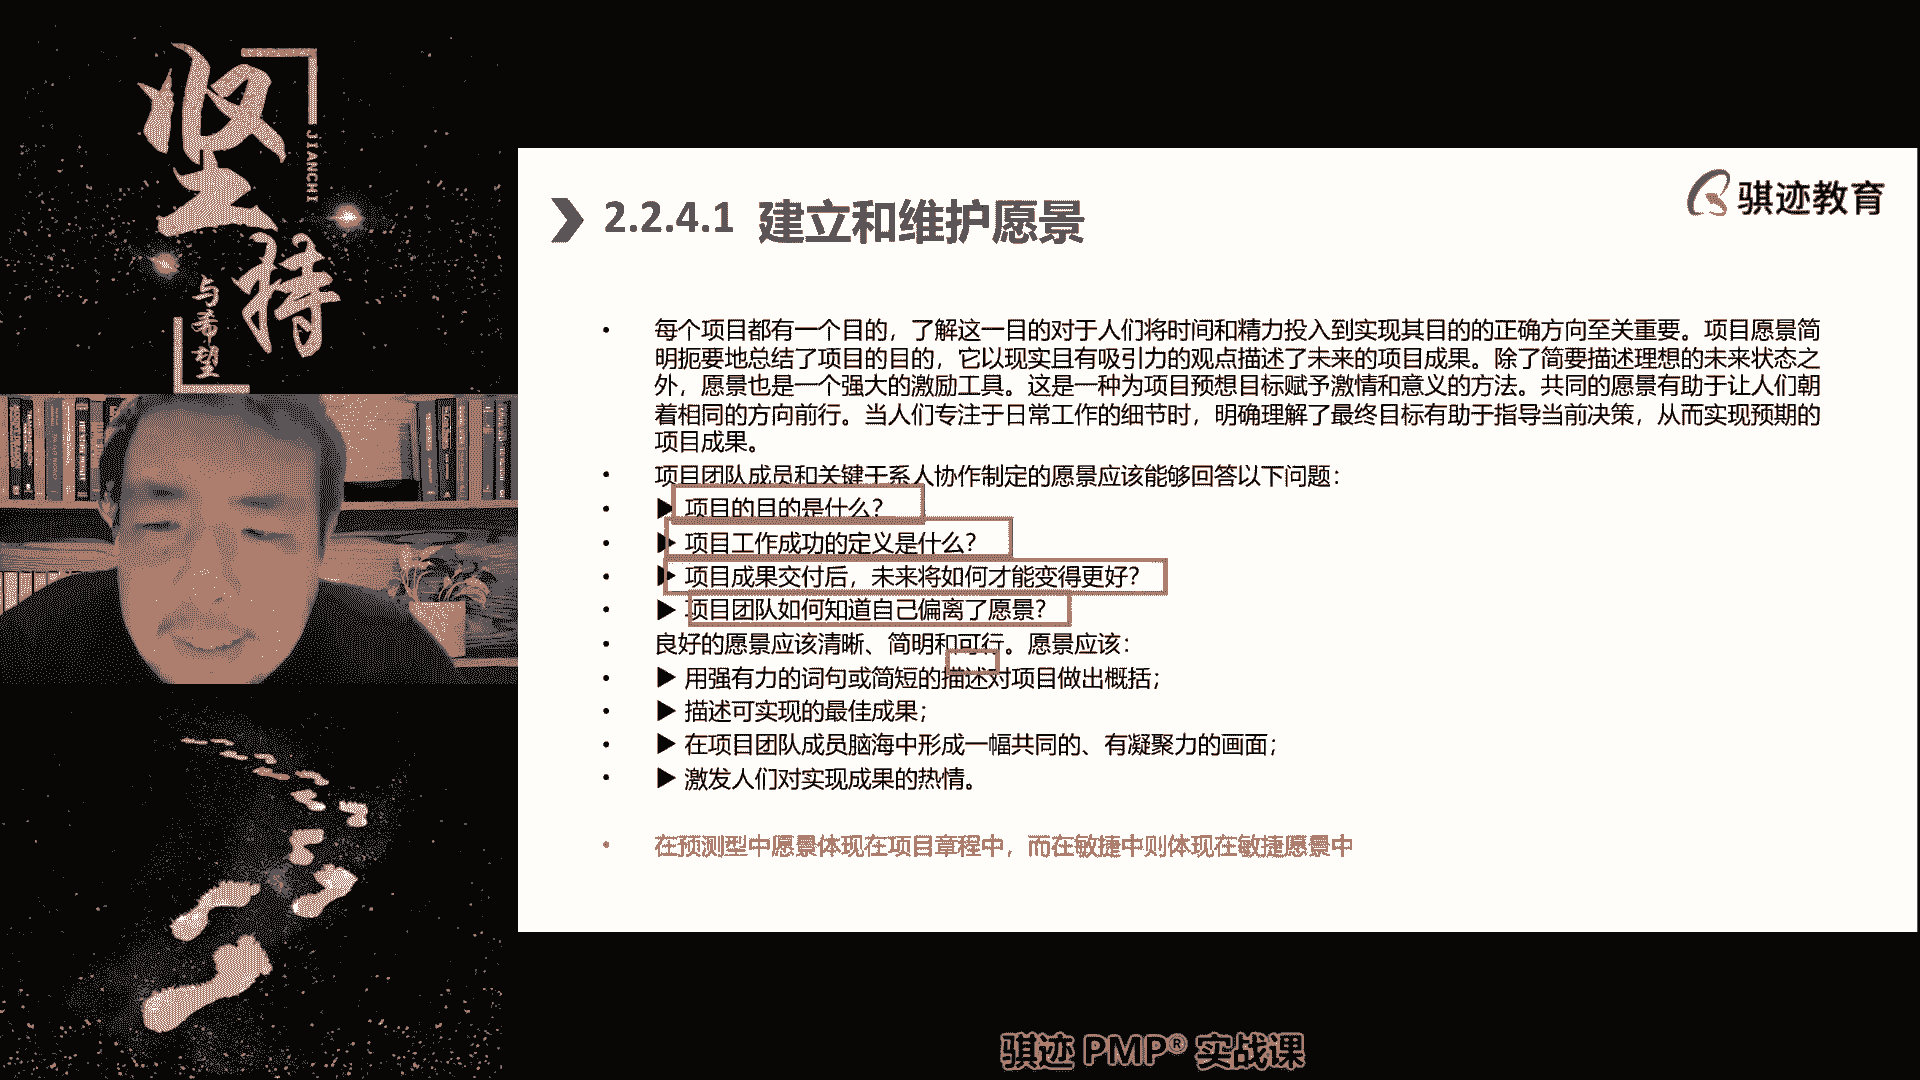 坚持
JIANCHI
与希望
骐迹教育
2.2.4.1 建立和维护愿景
• 每个项目都有一个目的，了解这一目的对于人们将时间和精力投入到实现其目的的正确方向至关重要。项目愿景简
明扼要地总结了项目的目的，它以现实且有吸引力的观点描述了未来的项目成果。除了简要描述理想的未来状态之
外，愿景也是一个强大的激励工具。这是一种为项目预想目标赋予激情和意义的方法。共同的愿景有助于让人们朝
着相同的方向前行。当人们专注于日常工作的细节时，明确理解了最终目标有助于指导当前决策，从而实现预期的
项目成果。
• 项目团队成员和关键干系人协作制定的愿景应该能够回答以下问题：
• ▶ 项目的目的是什么？
• ▶ 项目工作成功的定义是什么？
• ▶ 项目成果交付后，未来将如何才能变得更好？
• ▶ 项目团队如何知道自己偏离了愿景？
• 良好的愿景应该清晰、简明和可行。愿景应该：
• ▶ 用强有力的词句或简短的描述对项目做出概括；
• ▶ 描述可实现的最佳成果；
• ▶ 在项目团队成员脑海中形成一幅共同的、有凝聚力的画面；
• ▶ 激发人们对实现成果的热情。
• 在预测型中愿景体现在项目章程中，而在敏捷中则体现在敏捷愿景中
骐迹 PMP® 实战课